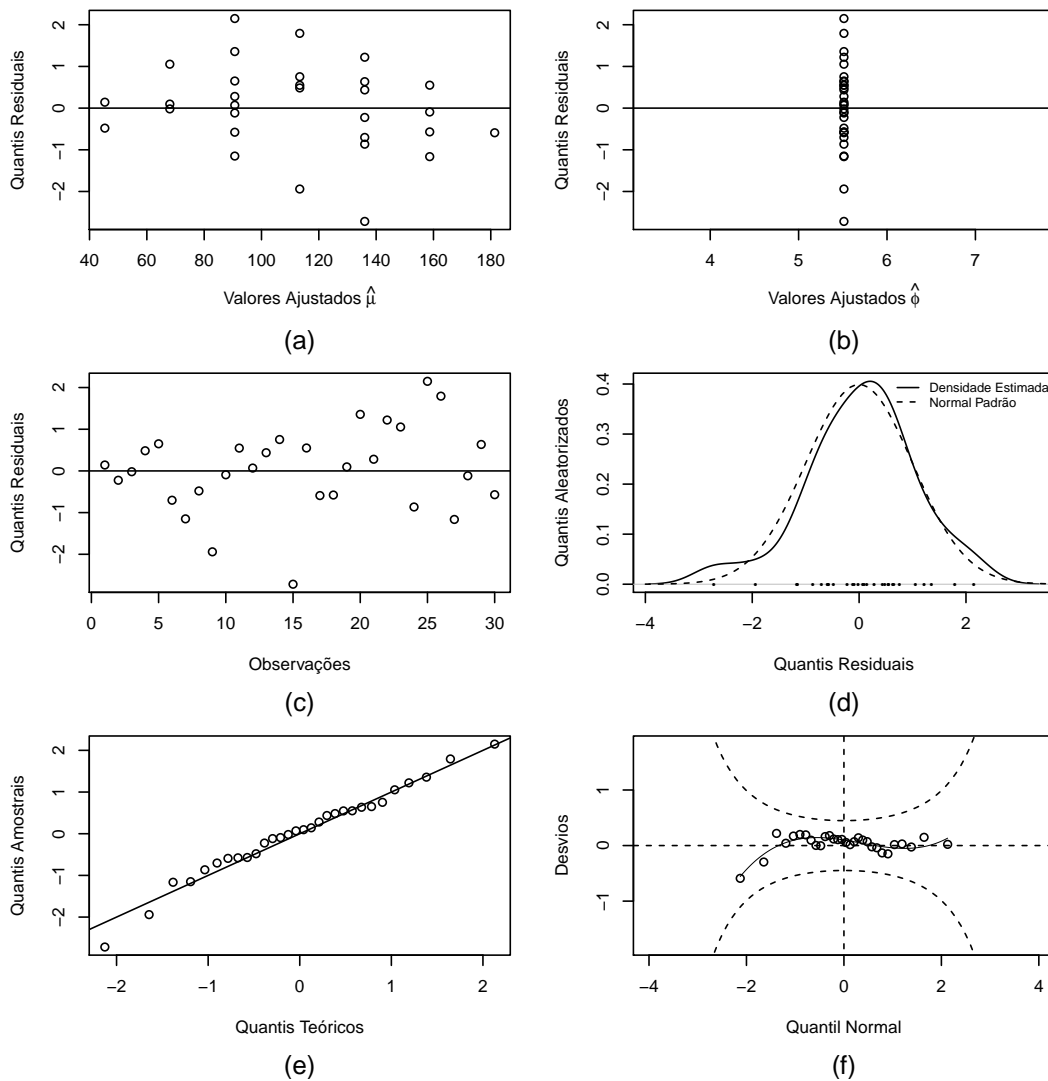 Quantis Residuais
−2 −1 0 1 2
40 60 80 100 120 140 160 180
Valores Ajustados μ̂
(a)
Quantis Residuais
−2 −1 0 1 2
4 5 6 7
Valores Ajustados ϕ̂
(b)
Quantis Residuais
−2 −1 0 1 2
0 5 10 15 20 25 30
Observações
(c)
Quantis Aleatorizados
0.0 0.1 0.2 0.3 0.4
Densidade Estimada
Normal Padrão
−4 −2 0 2
Quantis Residuais
(d)
Quantis Amostrais
−2 −1 0 1 2
−2 −1 0 1 2
Quantis Teóricos
(e)
Desvios
−1 0 1
−4 −2 0 2 4
Quantil Normal
(f)